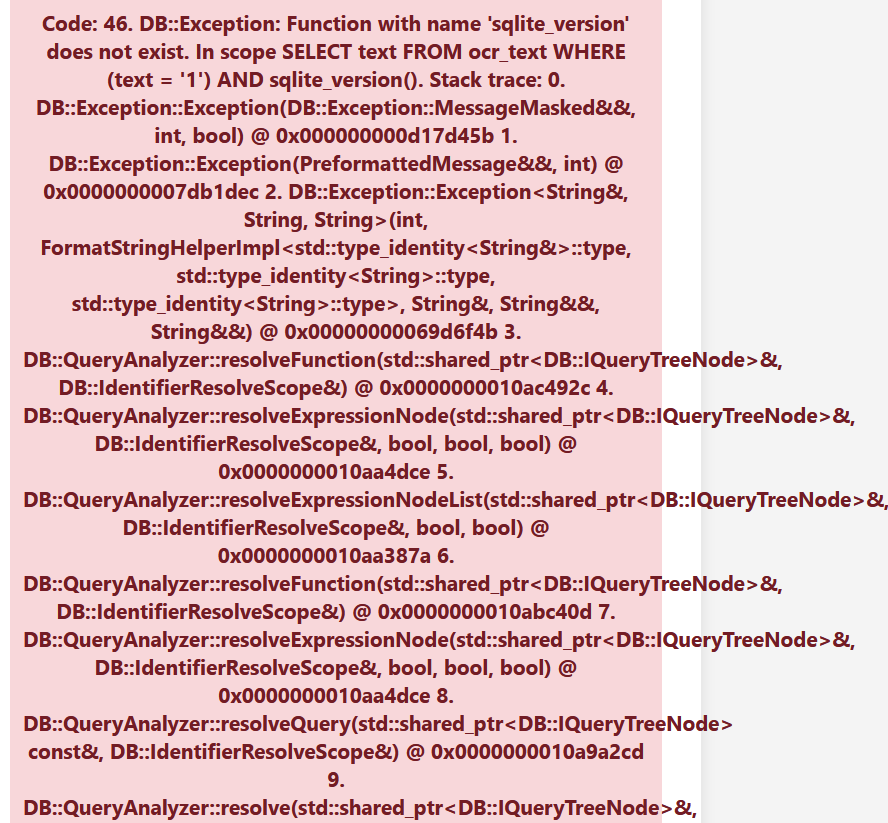 Code: 46. DB::Exception: Function with name 'sqlite_version'
does not exist. In scope SELECT text FROM ocr_text WHERE
(text = '1') AND sqlite_version(). Stack trace: 0.
DB::Exception::Exception(DB::Exception::MessageMasked&&,
int, bool) @ 0x000000000d17d45b 1.
DB::Exception::Exception(PreformattedMessage&&, int) @
0x0000000007db1dec 2. DB::Exception::Exception<String&,
String, String>(int,
FormatStringHelperImpl<std::type_identity<String&>::type,
std::type_identity<String>::type,
std::type_identity<String>::type>, String&, String&&,
String&&) @ 0x00000000069d6f4b 3.
DB::QueryAnalyzer::resolveFunction(std::shared_ptr<DB::IQueryTreeNode>&,
DB::IdentifierResolveScope&) @ 0x0000000010ac492c 4.
DB::QueryAnalyzer::resolveExpressionNode(std::shared_ptr<DB::IQueryTreeNode>&,
DB::IdentifierResolveScope&, bool, bool, bool) @
0x0000000010aa4dce 5.
DB::QueryAnalyzer::resolveExpressionNodeList(std::shared_ptr<DB::IQueryTreeNode>&,
DB::IdentifierResolveScope&, bool, bool) @
0x0000000010aa387a 6.
DB::QueryAnalyzer::resolveFunction(std::shared_ptr<DB::IQueryTreeNode>&,
DB::IdentifierResolveScope&) @ 0x0000000010abc40d 7.
DB::QueryAnalyzer::resolveExpressionNode(std::shared_ptr<DB::IQueryTreeNode>&,
DB::IdentifierResolveScope&, bool, bool, bool) @
0x0000000010aa4dce 8.
DB::QueryAnalyzer::resolveQuery(std::shared_ptr<DB::IQueryTreeNode>
const&, DB::IdentifierResolveScope&) @ 0x0000000010a9a2cd
9.
DB::QueryAnalyzer::resolve(std::shared_ptr<DB::IQueryTreeNode>&,